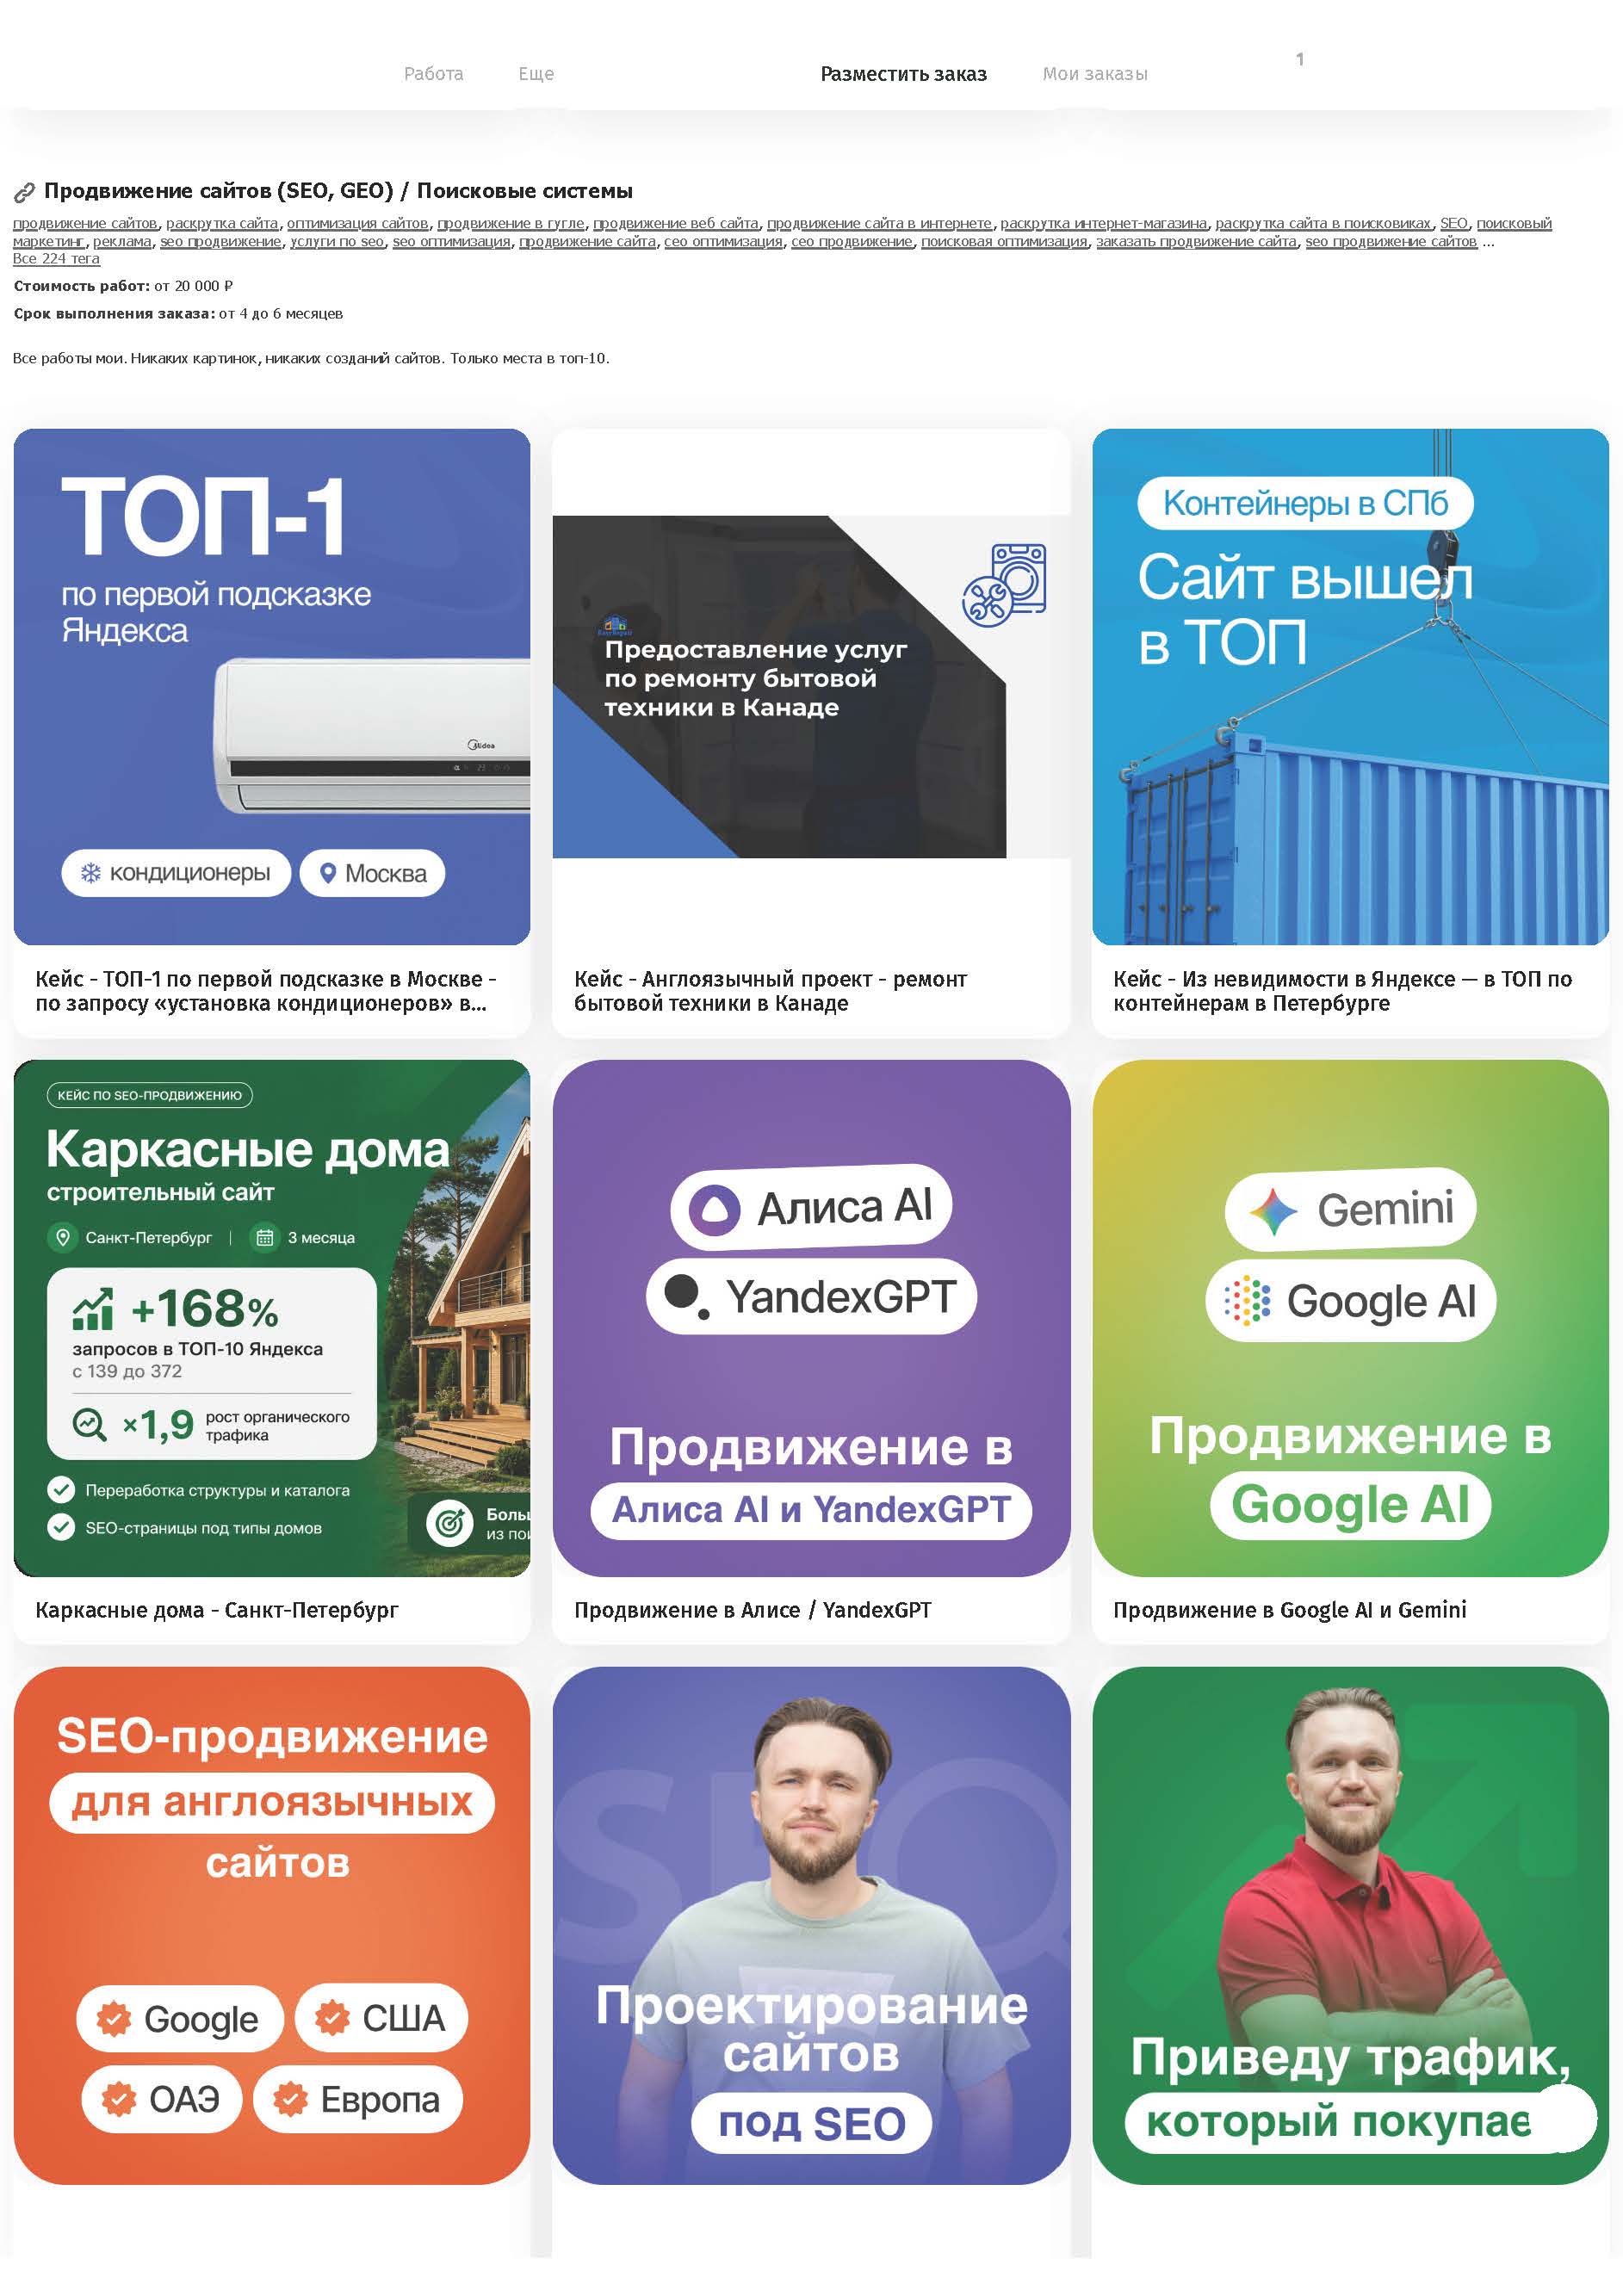 Работа
Еще
Разместить заказ
Мои заказы
1
Продвижение сайтов (SEO, GEO) / Поисковые системы
продвижение сайтов, раскрутка сайта, оптимизация сайтов, продвижение в гугле, продвижение веб сайта, продвижение сайта в интернете, раскрутка интернет-магазина, раскрутка сайта в поисковиках, SEO, поисковый
маркетинг, реклама, seo продвижение, услуги по seo, seo оптимизация, продвижение сайта, сео оптимизация, сео продвижение, поисковая оптимизация, заказать продвижение сайта, seo продвижение сайтов ...
Все 224 тега
Стоимость работ: от 20 000 ₽
Срок выполнения заказа: от 4 до 6 месяцев
Все работы мои. Никаких картинок, никаких созданий сайтов. Только места в топ-10.
ТОП-1
по первой подсказке
Яндекса
Midea
23
кондиционеры
Москва
Кейс - ТОП-1 по первой подсказке в Москве -
по запросу «установка кондиционеров» в...
Предоставление услуг
по ремонту бытовой
техники в Канаде
Кейс - Англоязычный проект - ремонт
бытовой техники в Канаде
Контейнеры в СПб
Сайт вышел
в ТОП
Кейс - Из невидимости в Яндексе — в ТОП по
контейнерам в Петербурге
КЕЙС ПО SEO-ПРОДВИЖЕНИЮ
Каркасные дома
строительный сайт
Санкт-Петербург | 3 месяца
+168%
запросов в ТОП-10 Яндекса
с 139 до 372
×1,9
рост органического
трафика
Переработка структуры и каталога
SEO-страницы под типы домов
Боль
из пои
Каркасные дома - Санкт-Петербург
Алиса AI
YandexGPT
Продвижение в
Алиса AI и YandexGPT
Продвижение в Алисе / YandexGPT
Gemini
Google AI
Продвижение в
Google AI
Продвижение в Google AI и Gemini
SEO-продвижение
для англоязычных
сайтов
Google
США
ОАЭ
Европа
SEO
Проектирование
сайтов
под SEO
Приведу трафик,
который покупае